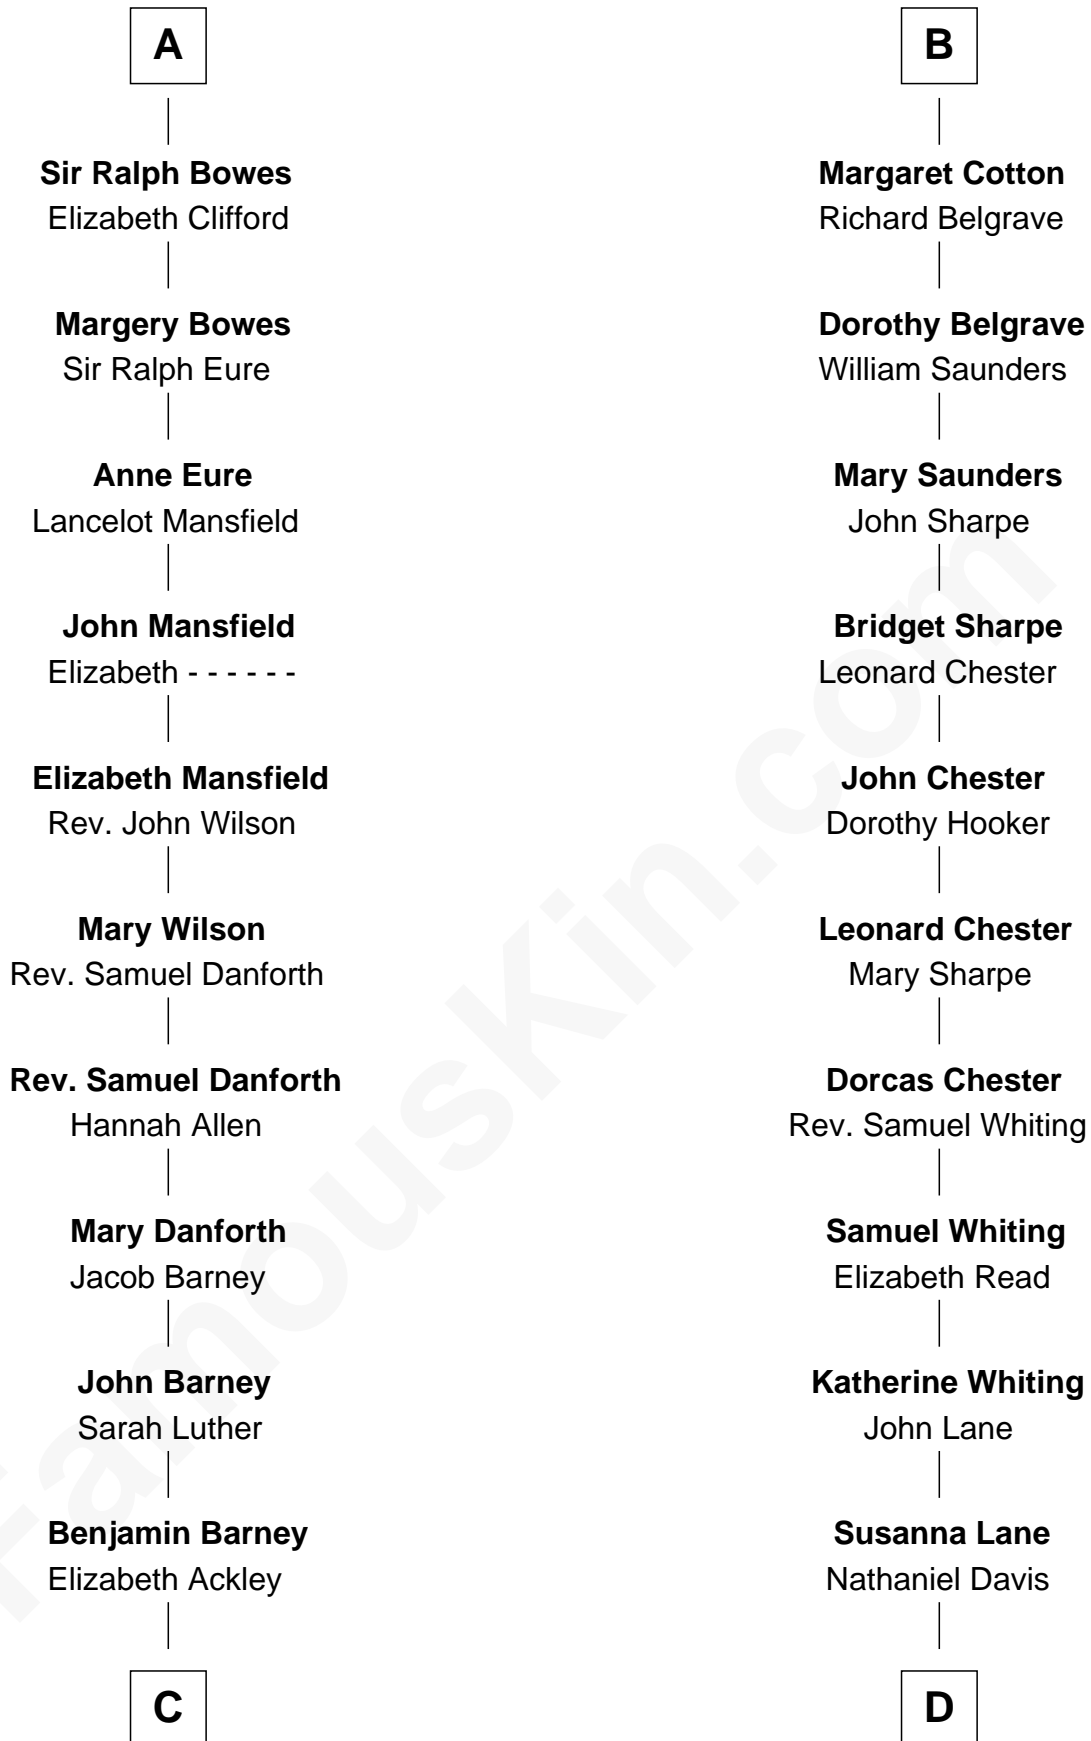 A
Sir Ralph Bowes
Elizabeth Clifford
Margery Bowes
Sir Ralph Eure
Anne Eure
Lancelot Mansfield
John Mansfield
Elizabeth - - - - - -
Elizabeth Mansfield
Rev. John Wilson
Mary Wilson
Rev. Samuel Danforth
Rev. Samuel Danforth
Hannah Allen
Mary Danforth
Jacob Barney
John Barney
Sarah Luther
Benjamin Barney
Elizabeth Ackley
C
B
Margaret Cotton
Richard Belgrave
Dorothy Belgrave
William Saunders
Mary Saunders
John Sharpe
Bridget Sharpe
Leonard Chester
John Chester
Dorothy Hooker
Leonard Chester
Mary Sharpe
Dorcas Chester
Rev. Samuel Whiting
Samuel Whiting
Elizabeth Read
Katherine Whiting
John Lane
Susanna Lane
Nathaniel Davis
D
FamousKin.com